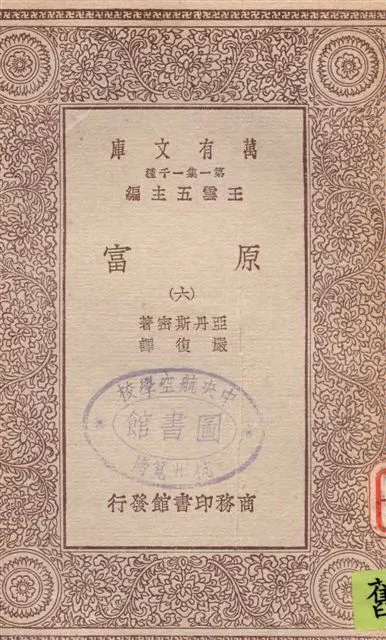 萬有文庫
第一集一千種
王雲五主編
原富
(六)
亞丹斯密著
嚴復譯
中央航空學校
圖書館
商務印書館發行
舊